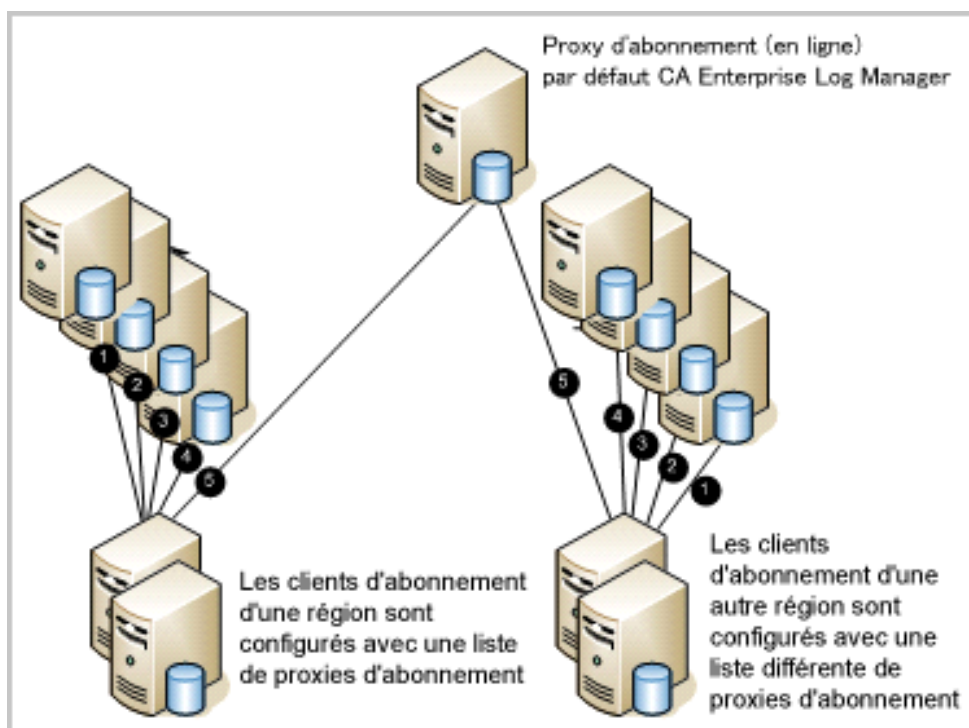 Proxy d'abonnement (en ligne)
par défaut CA Enterprise Log Manager
1
2
3
4
5
5
4
3
2
1
Les clients d'abonnement
d'une région sont
configurés avec une liste
de proxies d'abonnement
Les clients
d'abonnement d'une
autre région sont
configurés avec une
liste différente de
proxies d'abonnement